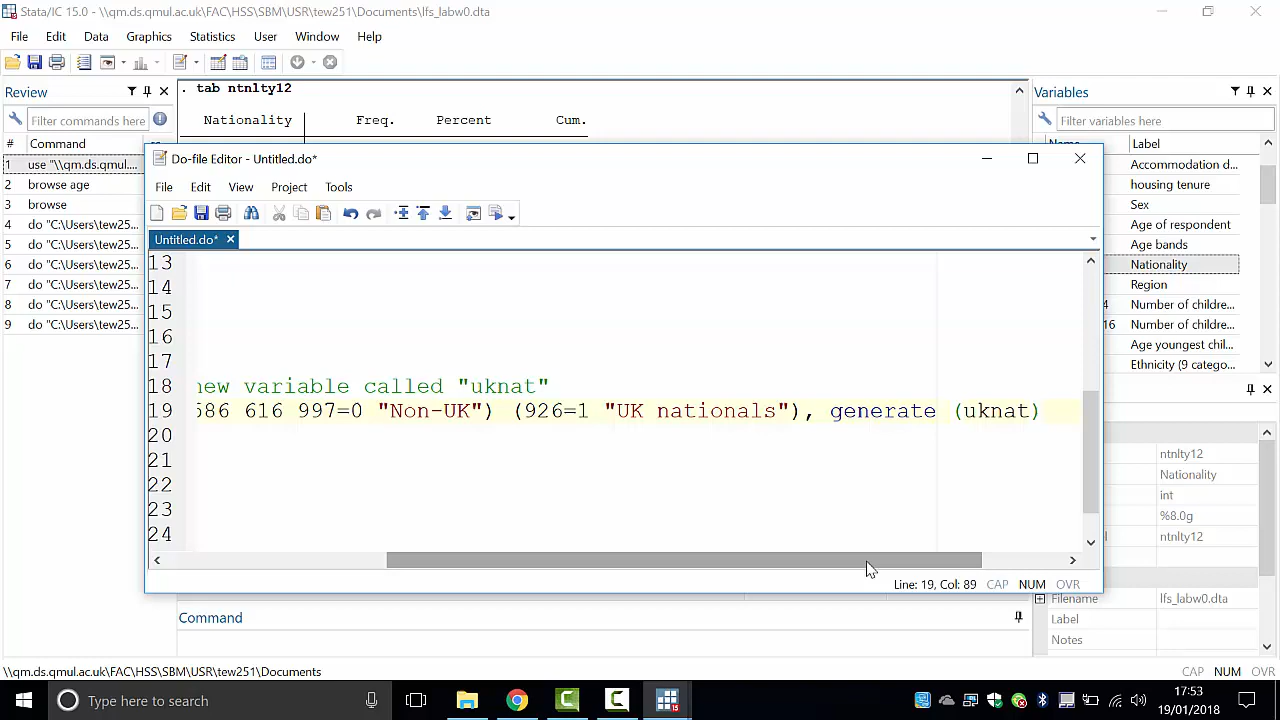 Stata/IC 15.0 - \\qm.ds.qmul.ac.uk\FAC\HSS\SBM\USR\tew251\Documents\lfs_labw0.dta
File Edit Data Graphics Statistics User Window Help
Review
Filter commands here
# Command
1 use "\\qm.ds.qmul....
2 browse age
3 browse
4 do "C:\Users\tew25...
5 do "C:\Users\tew25...
6 do "C:\Users\tew25...
7 do "C:\Users\tew25...
8 do "C:\Users\tew25...
9 do "C:\Users\tew25...
. tab ntnlty12
Nationality Freq. Percent Cum.
Do-file Editor - Untitled.do*
File Edit View Project Tools
Untitled.do*
13
14
15
16
17
18 new variable called "uknat"
19 586 616 997=0 "Non-UK") (926=1 "UK nationals"), generate (uknat)
20
21
22
23
24
Line: 19, Col: 89 CAP NUM OVR
Command
Variables
Filter variables here
Label
Accommodation d...
housing tenure
Sex
Age of respondent
Age bands
Nationality
Region
4 Number of childre...
16 Number of childre...
Age youngest chil...
Ethnicity (9 catego...
ntnlty12
Nationality
int
%8.0g
ntnlty12
Filename lfs_labw0.dta
Label
Notes
\\qm.ds.qmul.ac.uk\FAC\HSS\SBM\USR\tew251\Documents
CAP NUM OVR
Type here to search
17:53
19/01/2018